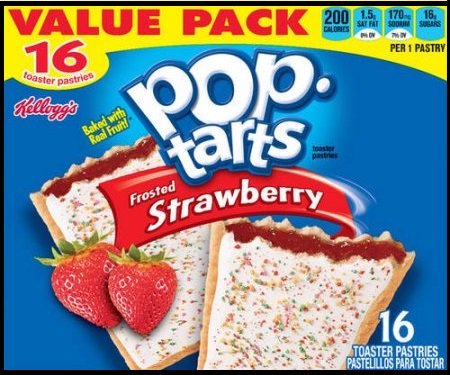 VALUE PACK
16
toaster pastries
200
CALORIES
1.5g
SAT FAT
8% DV
170mg
SODIUM
7% DV
16g
SUGARS
PER 1 PASTRY
Kellogg's
Baked with
Real Fruit!
pop.
tarts
toaster
pastries
Frosted
Strawberry
16
TOASTER PASTRIES
PASTELILLOS PARA TOSTAR